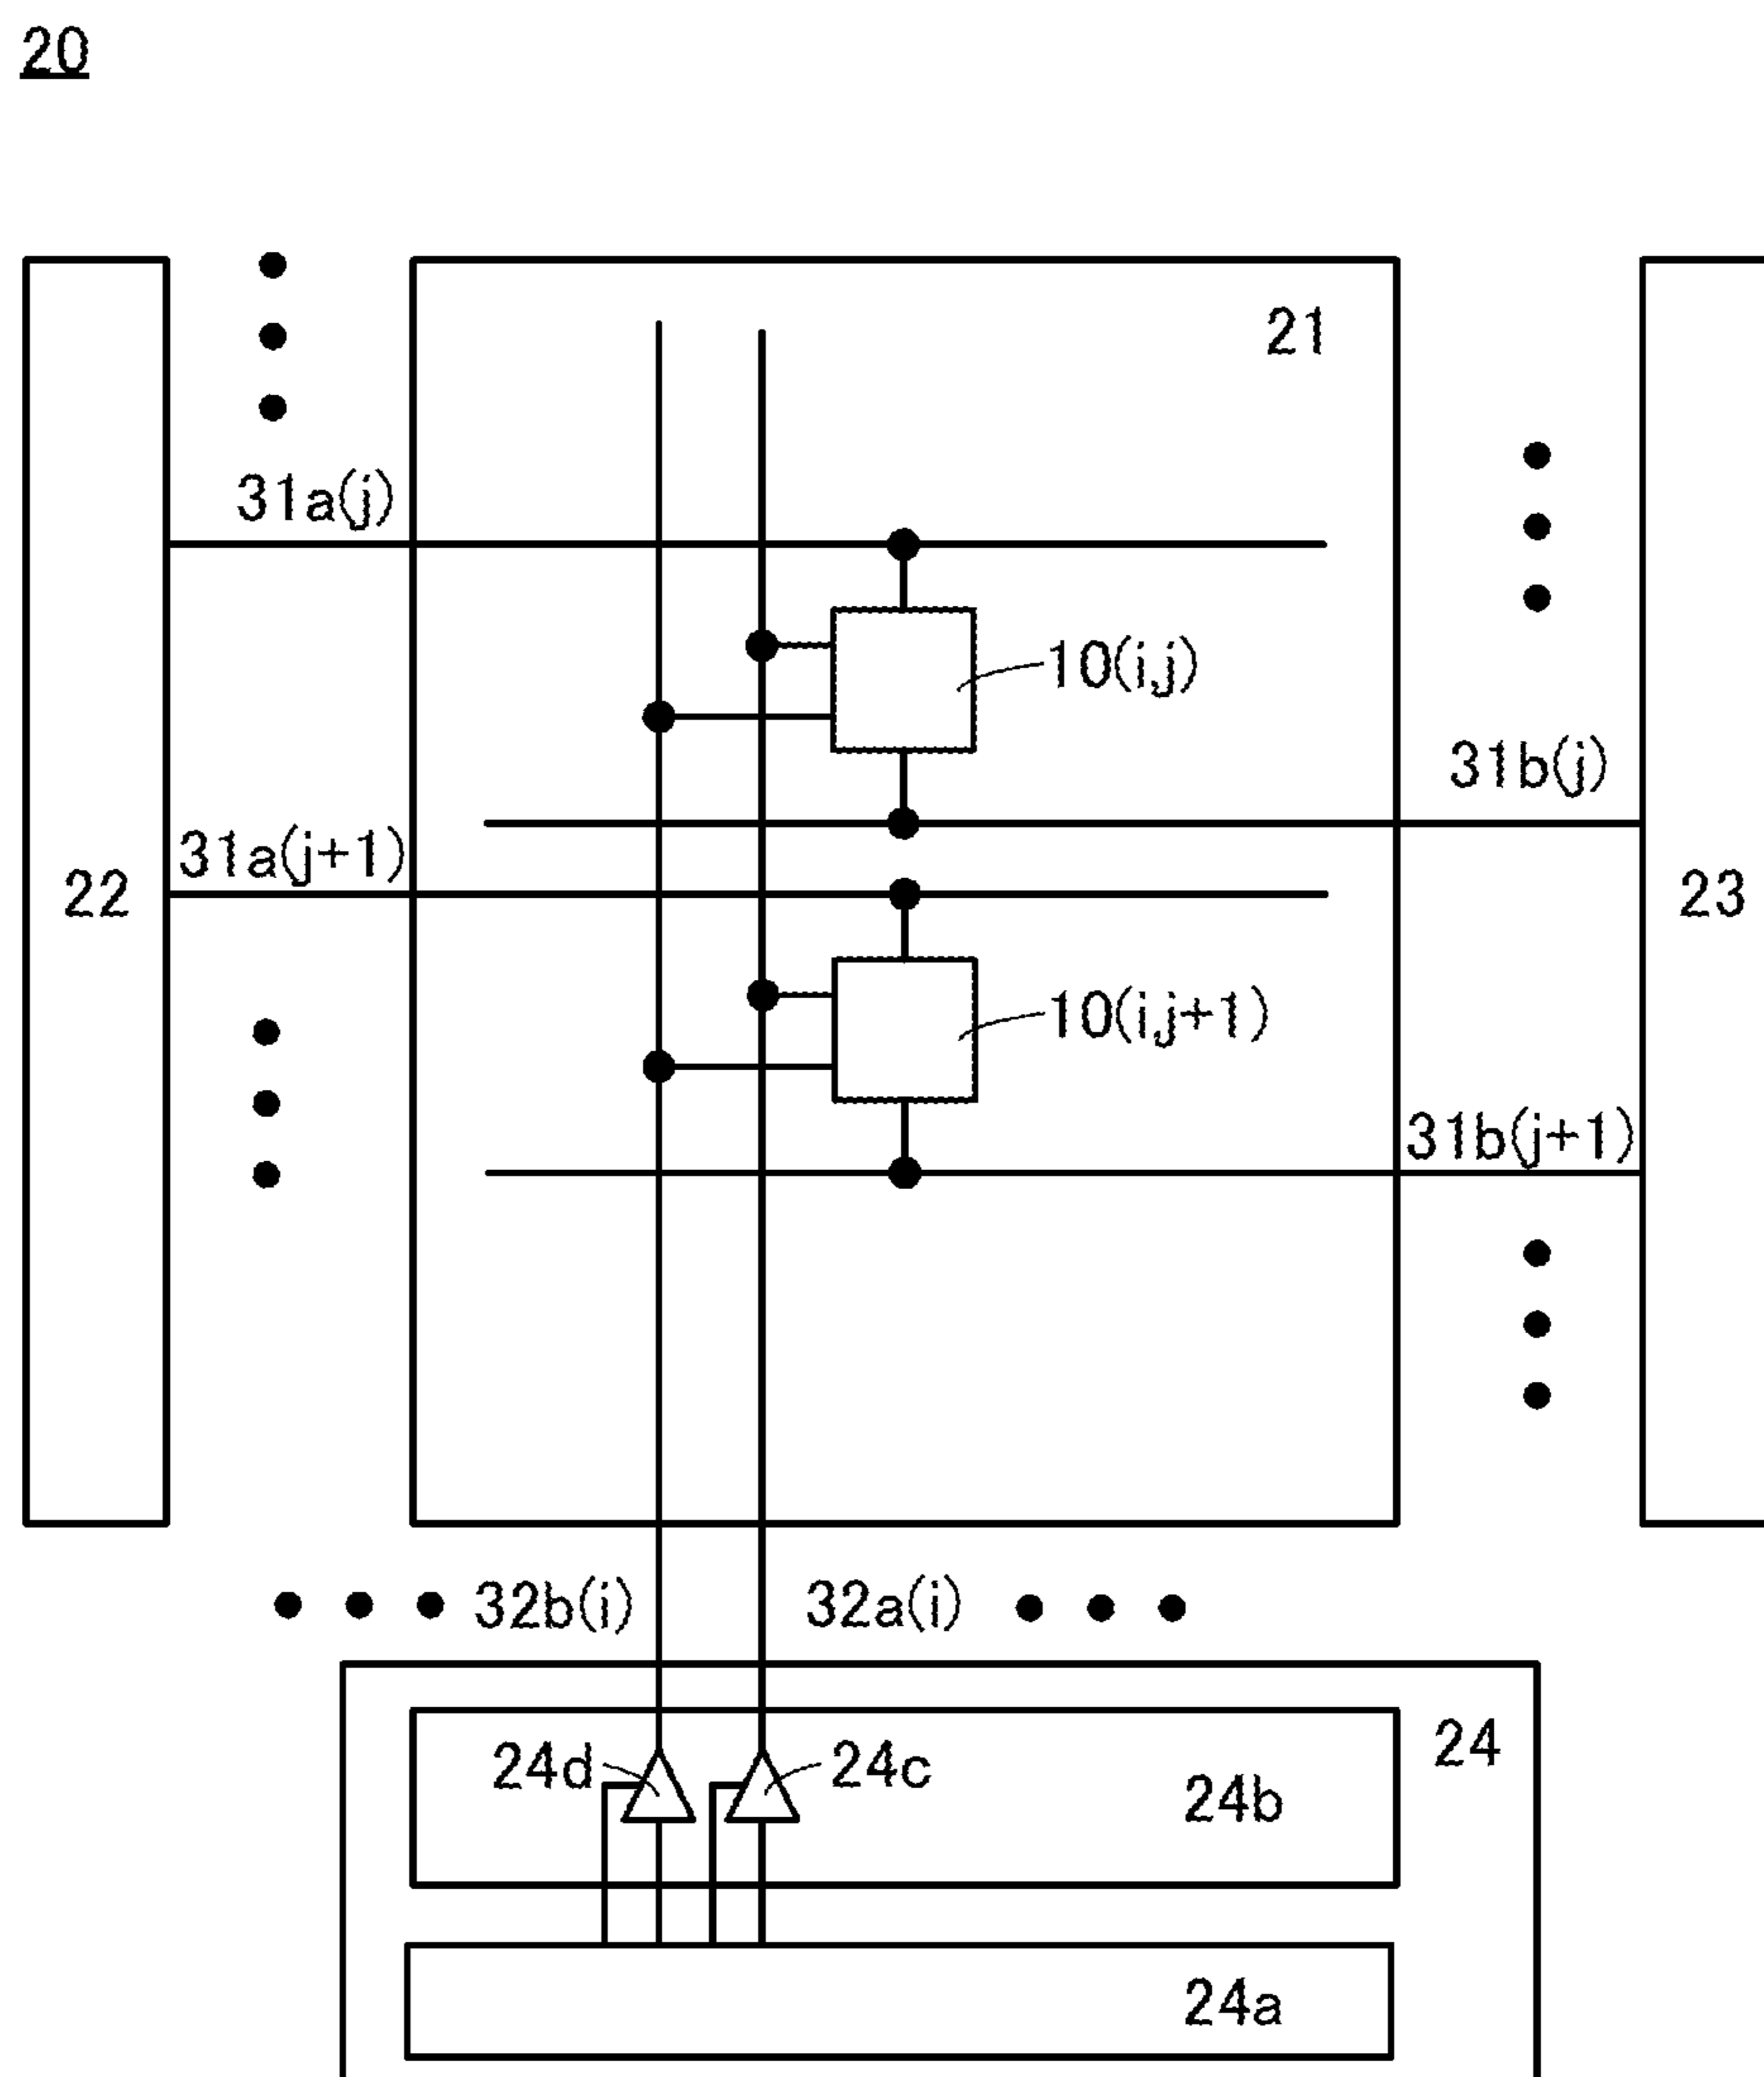 20
21
31a(j)
10(i,j)
31b(j)
31a(j+1)
22
23
10(i,j+1)
31b(j+1)
32b(i)
32a(i)
24
24d
24c
24b
24a